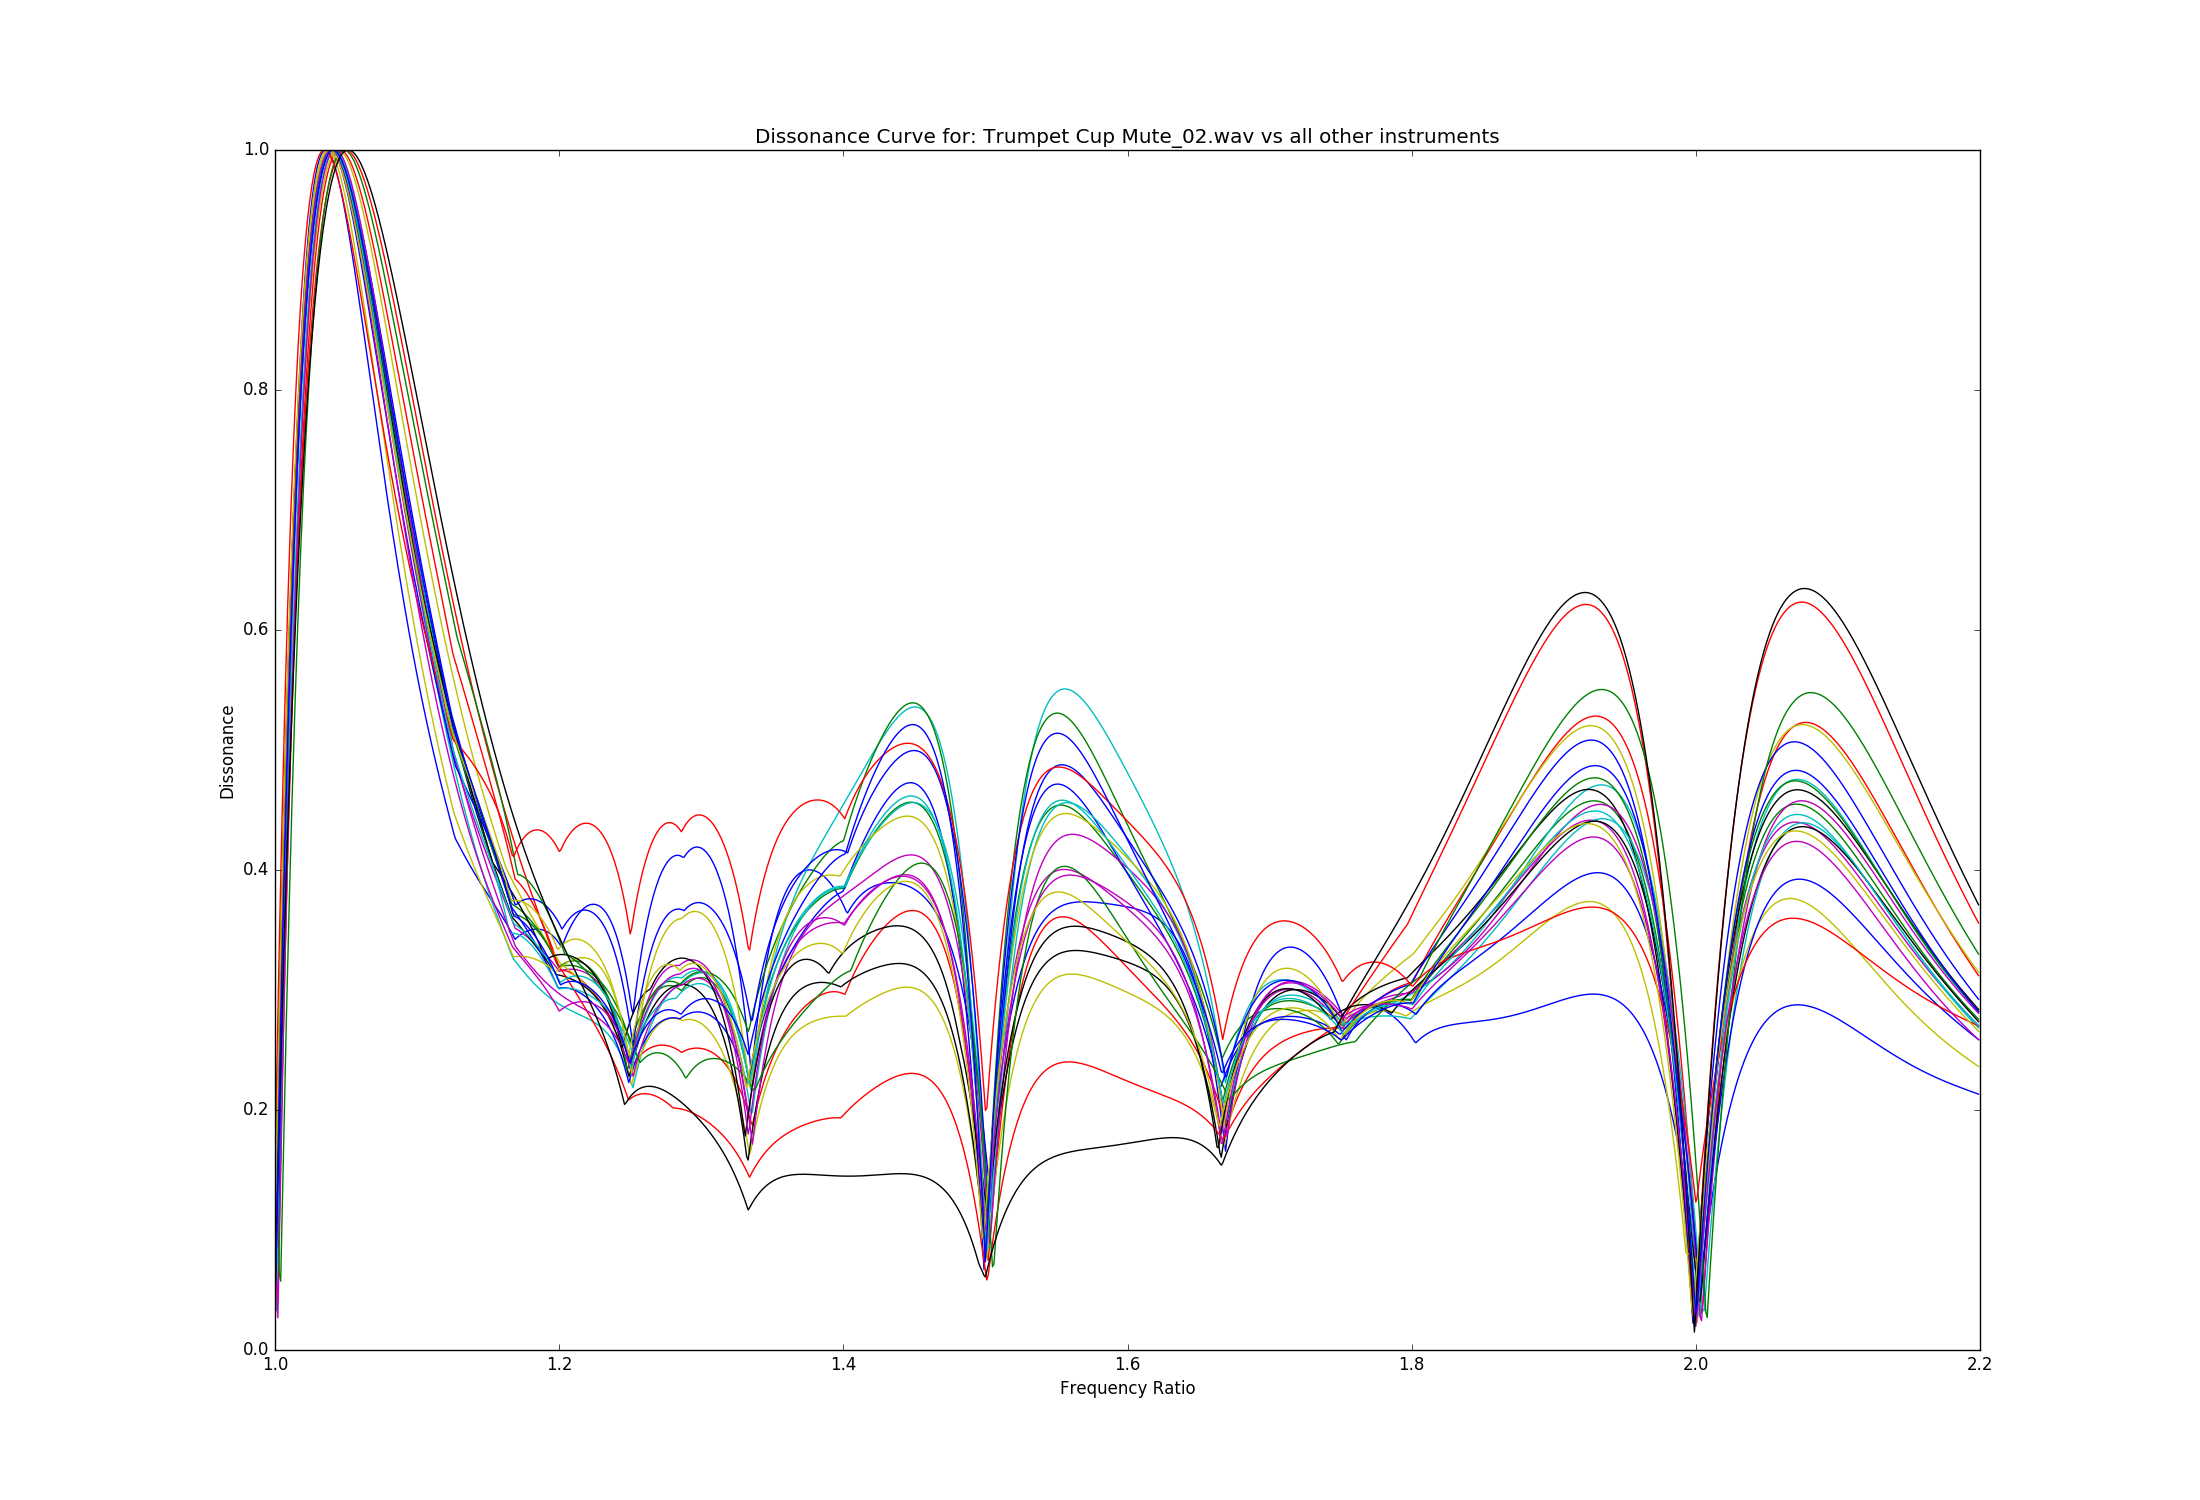 Dissonance Curve for: Trumpet Cup Mute_02.wav vs all other instruments
1.0
0.8
0.6
0.4
0.2
0.0
Dissonance
1.0 1.2 1.4 1.6 1.8 2.0 2.2
Frequency Ratio